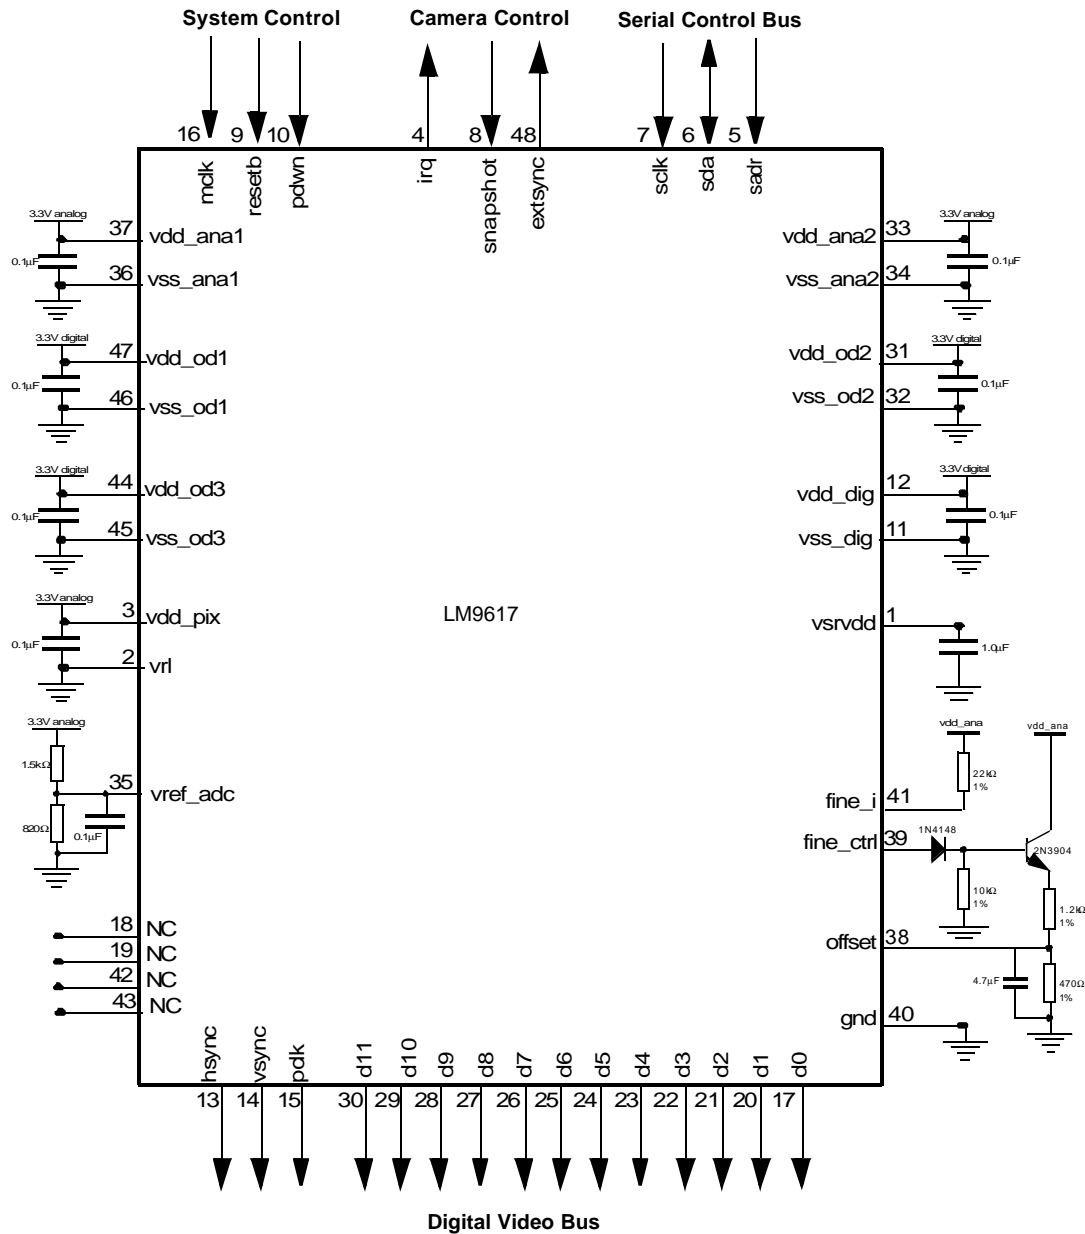 System Control
Camera Control
Serial Control Bus
16
9
10
4
8
48
7
6
5
mclk
resetb
pdwn
irq
snapshot
extsync
sclk
sda
sadr
3.3V analog
37
vdd_ana1
0.1µF
36
vss_ana1
3.3V digital
47
vdd_od1
0.1µF
46
vss_od1
3.3V digital
44
vdd_od3
0.1µF
45
vss_od3
3.3V analog
3
vdd_pix
0.1µF
2
vrl
3.3V analog
1.5kΩ
35
vref_adc
820Ω
0.1µF
18
NC
19
NC
42
NC
43
NC
LM9617
3.3V analog
vdd_ana2
33
0.1µF
vss_ana2
34
3.3V digital
vdd_od2
31
0.1µF
vss_od2
32
3.3V digital
vdd_dig
12
0.1µF
vss_dig
11
vsrvdd
1
1.0µF
vdd_ana
vdd_ana
22kΩ
1%
fine_i
41
fine_ctrl
39
1N4148
2N3904
10kΩ
1%
1.2kΩ
1%
offset
38
4.7µF
470Ω
1%
gnd
40
hsync
vsync
pclk
d11
d10
d9
d8
d7
d6
d5
d4
d3
d2
d1
d0
13
14
15
30
29
28
27
26
25
24
23
22
21
20
17
Digital Video Bus